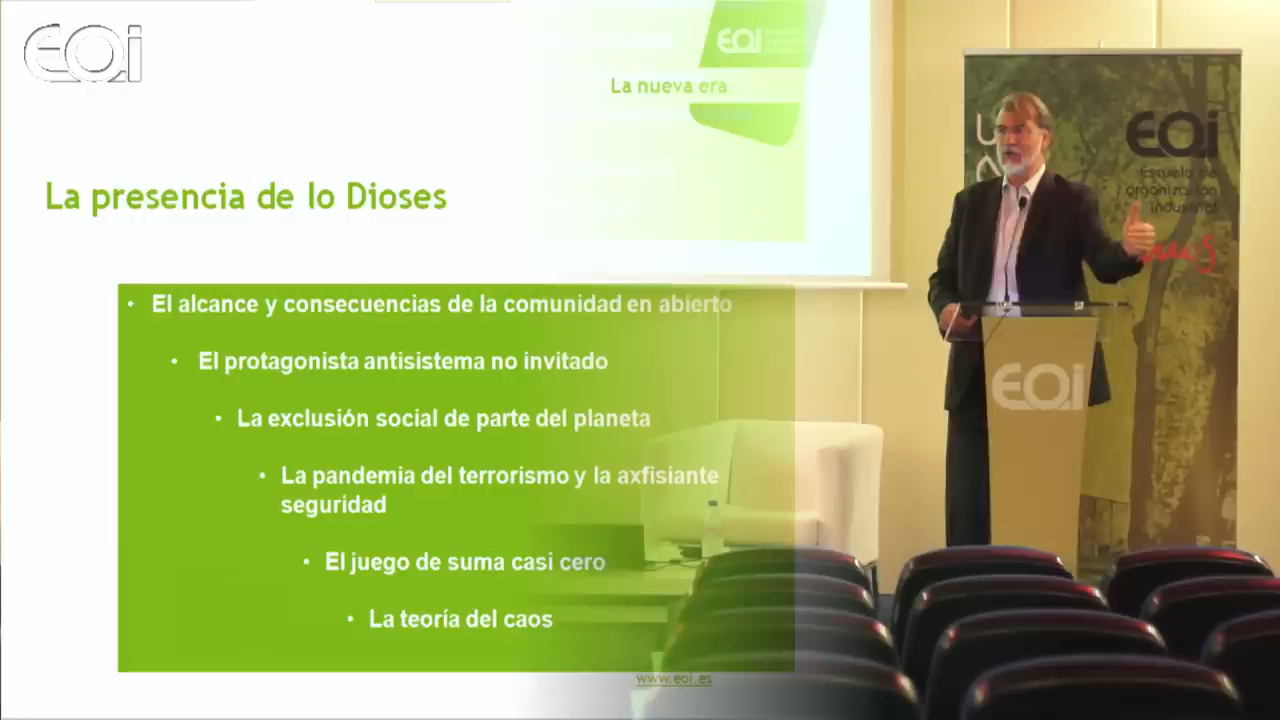 EOi
EOi
La nueva era
La presencia de lo Dioses
• El alcance y consecuencias de la comunidad en abierto
• El protagonista antisistema no invitado
• La exclusión social de parte del planeta
• La pandemia del terrorismo y la axfisiante
seguridad
• El juego de suma casi cero
• La teoría del caos
www.eoi.es
EOi
Escuela de
organización
industrial
EOi